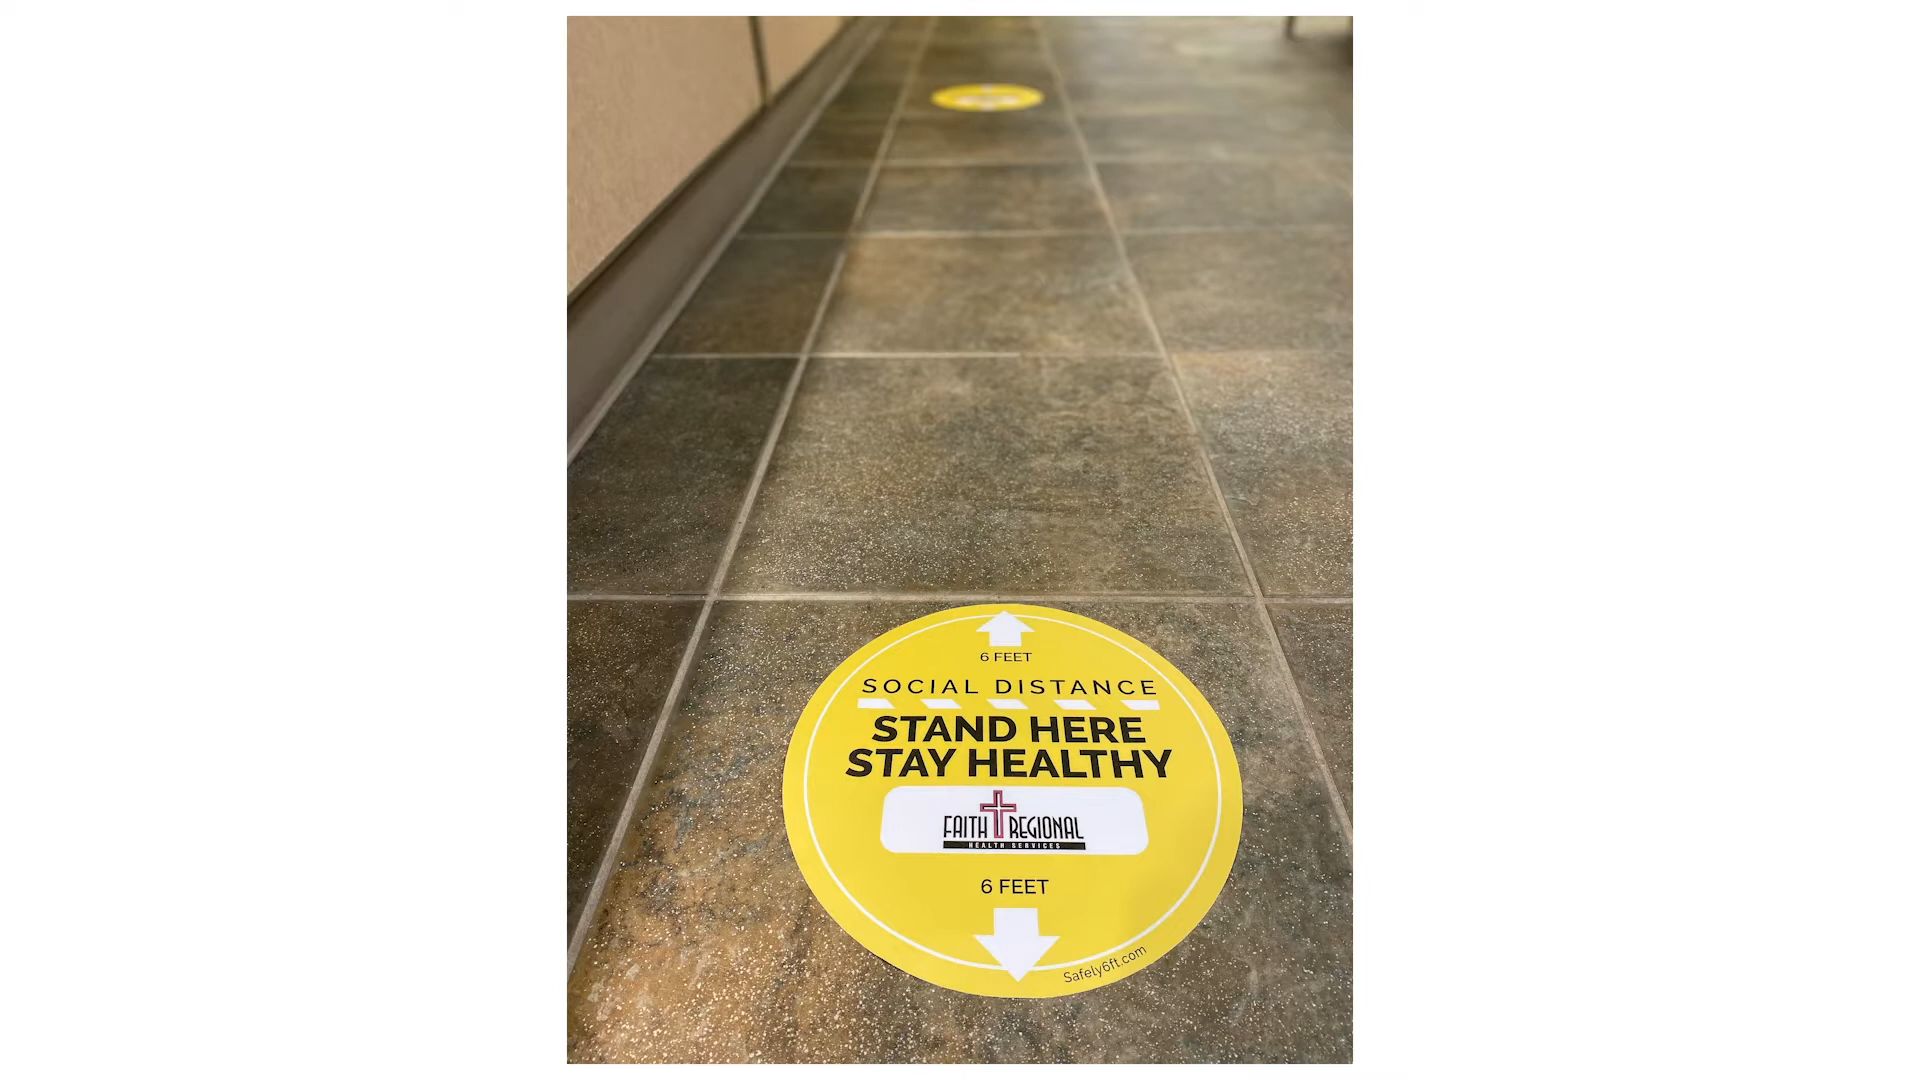 6 FEET
SOCIAL DISTANCE
STAND HERE
STAY HEALTHY
FAITH REGIONAL
HEALTH SERVICES
6 FEET
Safely6ft.com